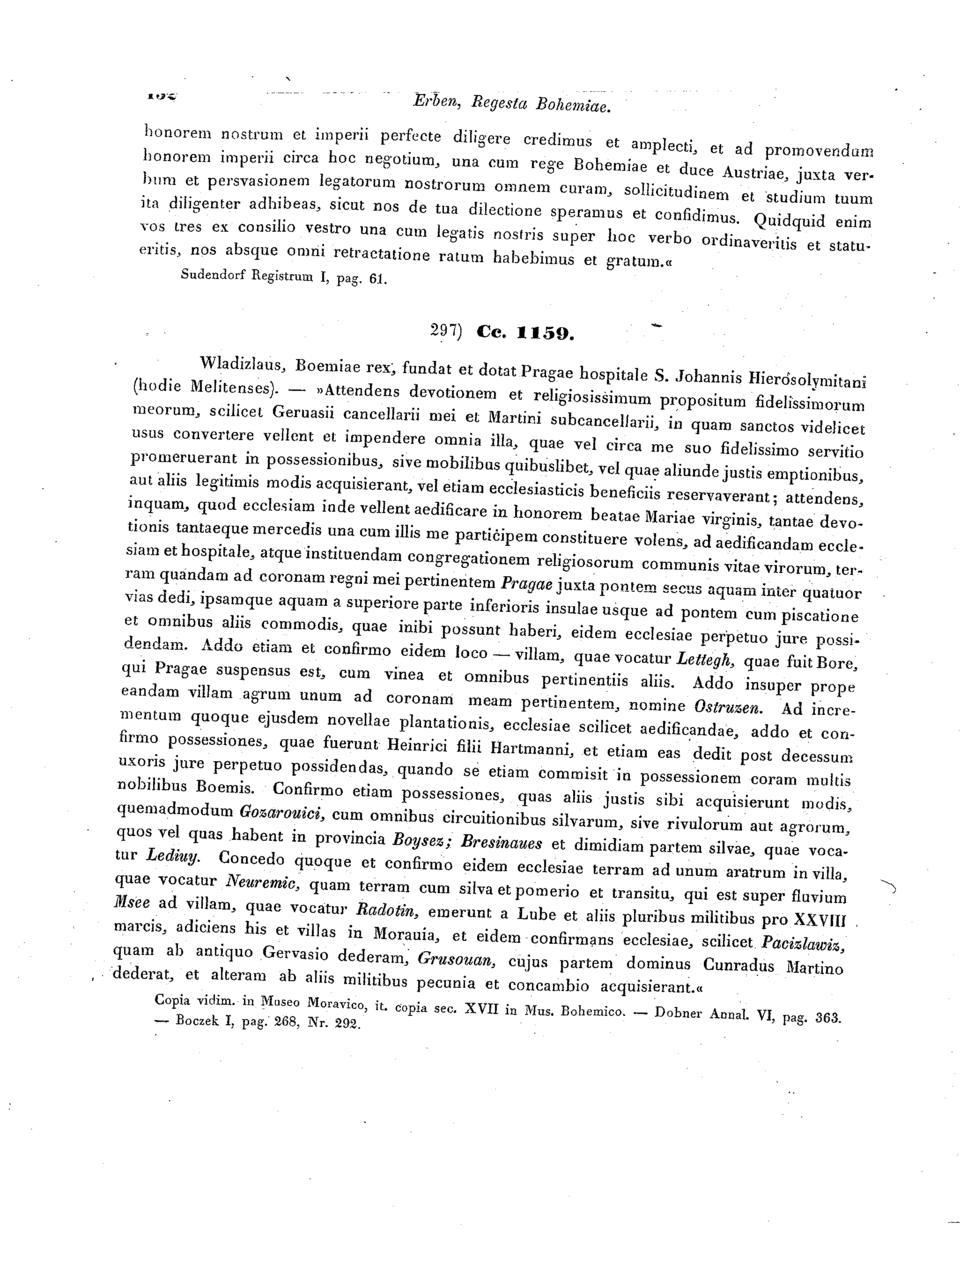 Erben, Regesta Bohemiae.
honorem nostrum et imperii perfecte diligere credimus et amplecti, et ad promovendum
honorem imperii circa hoc negotium, una cum rege Bohemiae et duce Austriae, juxta ver-
bum et persvasionem legatorum nostrorum omnem curam, sollicitudinem et studium tuum
ita diligenter adhibeas, sicut nos de tua dilectione speramus et confidimus. Quidquid enim
vos tres ex consilio vestro una cum legatis nostris super hoc verbo ordinaveritis et statu-
eritis, nos absque omni retractatione ratum habebimus et gratum.«
Sudendorf Registrum I, pag. 61.
297) Cc. 1159.
Wladizlaus, Boemiae rex, fundat et dotat Pragae hospitale S. Johannis Hierosolymitani
(hodie Melitenses). — »Attendens devotionem et religiosissimum propositum fidelissimorum
meorum, scilicet Geruasii cancellarii mei et Martini subcancellarii, in quam sanctos videlicet
usus convertere vellent et impendere omnia illa, quae vel circa me suo fidelissimo servitio
promeruerant in possessionibus, sive mobilibus quibuslibet, vel quae aliunde justis emptionibus,
aut aliis legitimis modis acquisierant, vel etiam ecclesiasticis beneficiis reservaverant; attendens,
inquam, quod ecclesiam inde vellent aedificare in honorem beatae Mariae virginis, tantae devo-
tionis tantaeque mercedis una cum illis me participem constituere volens, ad aedificandam eccle-
siam et hospitale, atque instituendam congregationem religiosorum communis vitae virorum, ter-
ram quandam ad coronam regni mei pertinentem Pragae juxta pontem secus aquam inter quatuor
vias dedi, ipsamque aquam a superiore parte inferioris insulae usque ad pontem cum piscatione
et omnibus aliis commodis, quae inibi possunt haberi, eidem ecclesiae perpetuo jure possi-
dendam. Addo etiam et confirmo eidem loco — villam, quae vocatur Lettegh, quae fuit Bore,
qui Pragae suspensus est, cum vinea et omnibus pertinentiis aliis. Addo insuper prope
eandam villam agrum unum ad coronam meam pertinentem, nomine Ostruzen. Ad incre-
mentum quoque ejusdem novellae plantationis, ecclesiae scilicet aedificandae, addo et con-
firmo possessiones, quae fuerunt Heinrici filii Hartmanni, et etiam eas dedit post decessum
uxoris jure perpetuo possidendas, quando se etiam commisit in possessionem coram multis
nobilibus Boemis. Confirmo etiam possessiones, quas aliis justis sibi acquisierunt modis,
quemadmodum Gozarouici, cum omnibus circuitionibus silvarum, sive rivulorum aut agrorum,
quos vel quas habent in provincia Boysez; Bresinaues et dimidiam partem silvae, quae voca-
tur Lediuy. Concedo quoque et confirmo eidem ecclesiae terram ad unum aratrum in villa,
quae vocatur Neuremic, quam terram cum silva et pomerio et transitu, qui est super fluvium
Msee ad villam, quae vocatur Radotin, emerunt a Lube et aliis pluribus militibus pro XXVIII
marcis, adiciens his et villas in Morauia, et eidem confirmans ecclesiae, scilicet Pacizlawiz,
quam ab antiquo Gervasio dederam, Grusouan, cujus partem dominus Cunradus Martino
dederat, et alteram ab aliis militibus pecunia et concambio acquisierant.«
Copia vidim. in Museo Moravico, it. copia sec. XVII in Mus. Bohemico. — Dobner Annal. VI, pag. 363.
— Boczek I, pag. 268, Nr. 292.